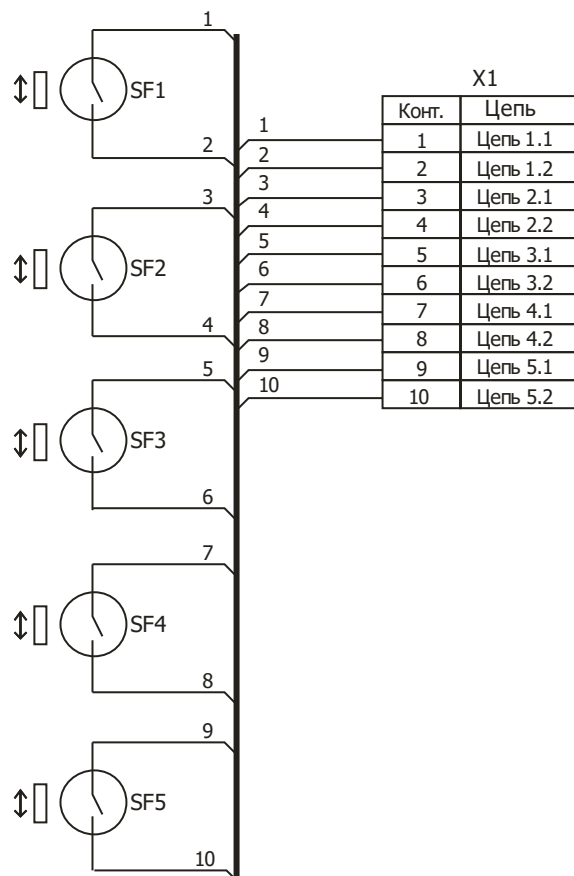 1
SF1
2
3
SF2
4
5
SF3
6
7
SF4
8
9
SF5
10
1
2
3
4
5
6
7
8
9
10
X1
Конт. Цепь
1 Цепь 1.1
2 Цепь 1.2
3 Цепь 2.1
4 Цепь 2.2
5 Цепь 3.1
6 Цепь 3.2
7 Цепь 4.1
8 Цепь 4.2
9 Цепь 5.1
10 Цепь 5.2